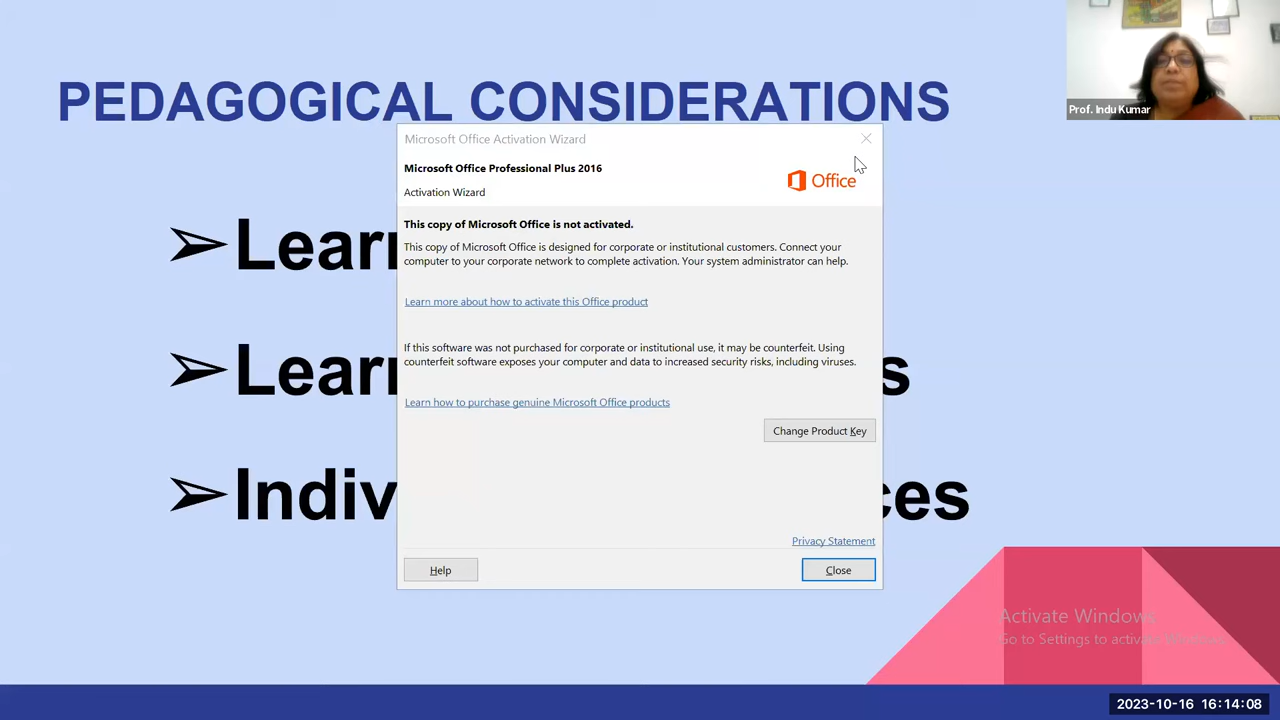 PEDAGOGICAL CONSIDERATIONS
Prof. Indu Kumar
Microsoft Office Activation Wizard
Microsoft Office Professional Plus 2016
Activation Wizard
Office
This copy of Microsoft Office is not activated.
This copy of Microsoft Office is designed for corporate or institutional customers. Connect your
computer to your corporate network to complete activation. Your system administrator can help.
Learn more about how to activate this Office product
If this software was not purchased for corporate or institutional use, it may be counterfeit. Using
counterfeit software exposes your computer and data to increased security risks, including viruses.
Learn how to purchase genuine Microsoft Office products
Change Product Key
Privacy Statement
Help
Close
➢Lear
➢Lear s
➢Indiv ces
Activate Windows
Go to Settings to activate Windows.
2023-10-16 16:14:08